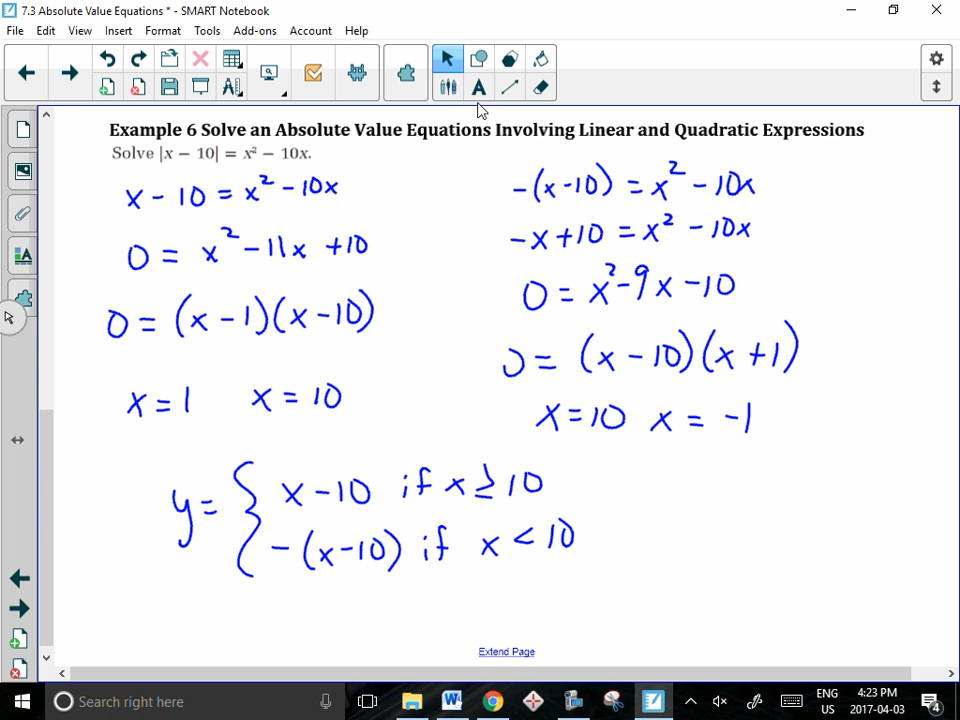 7.3 Absolute Value Equations * - SMART Notebook
File Edit View Insert Format Tools Add-ons Account Help
Example 6 Solve an Absolute Value Equations Involving Linear and Quadratic Expressions
Solve |x − 10| = x² − 10x.
x - 10 = x² - 10x
0 = x² - 11x + 10
0 = (x - 1)(x - 10)
x = 1 x = 10
-(x-10) = x² - 10x
-x + 10 = x² - 10x
0 = x² - 9x - 10
0 = (x - 10)(x + 1)
x = 10 x = -1
y = { x - 10 if x ≥ 10
-(x-10) if x < 10
Extend Page
Search right here
ENG 4:23 PM
US 2017-04-03
4